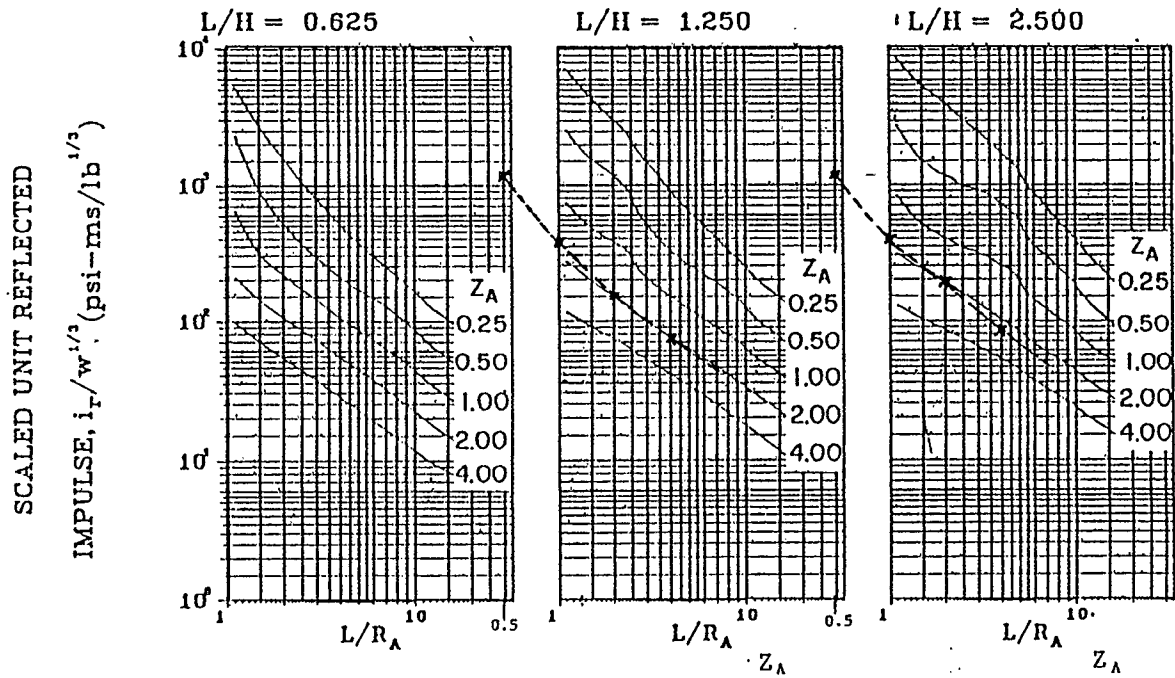 L/H = 0.625
L/H = 1.250
L/H = 2.500
SCALED UNIT REFLECTED
IMPULSE, i_r/w^{1/3} (psi-ms/lb^{1/3})
10^4
10^3
10^2
10^1
10^0
Z_A
0.25
0.50
1.00
2.00
4.00
Z_A
0.25
0.50
1.00
2.00
4.00
Z_A
0.25
0.50
1.00
2.00
4.00
1 10 0.5
1 10 0.5
1 10.
L/R_A
L/R_A
L/R_A
Z_A
Z_A